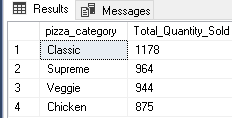 Results Messages
pizza_category Total_Quantity_Sold
1 Classic 1178
2 Supreme 964
3 Veggie 944
4 Chicken 875